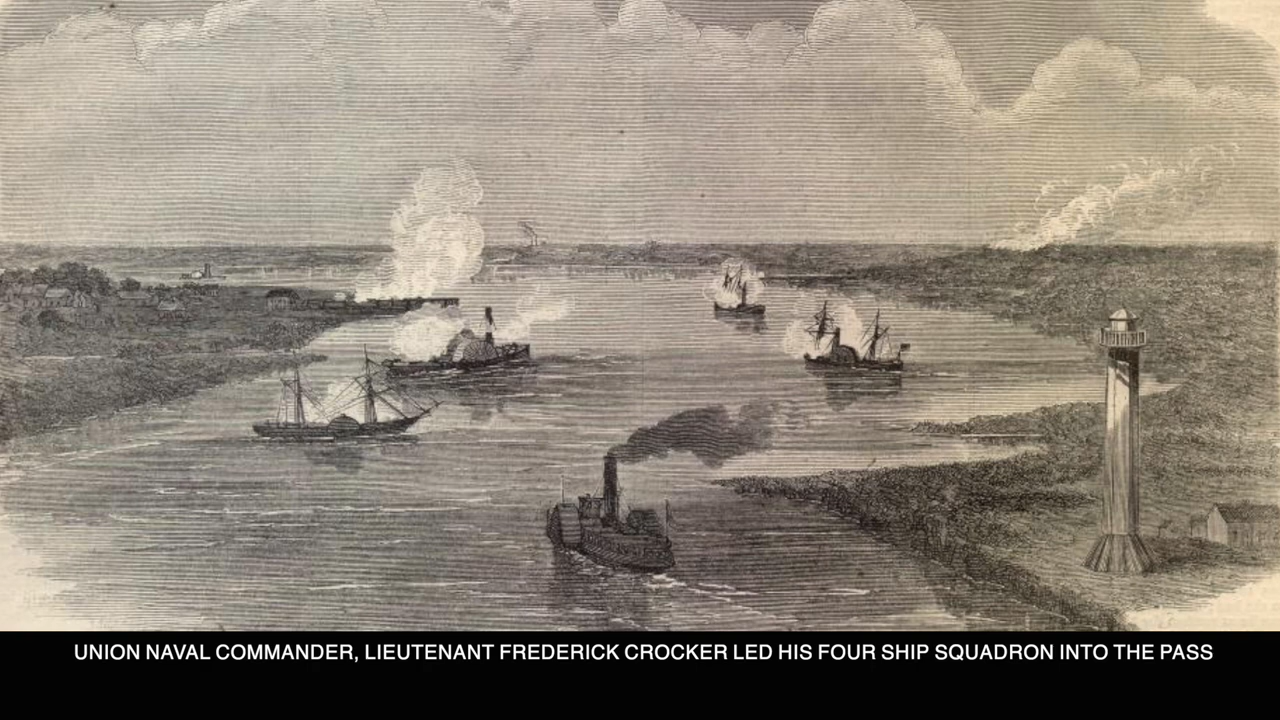 UNION NAVAL COMMANDER, LIEUTENANT FREDERICK CROCKER LED HIS FOUR SHIP SQUADRON INTO THE PASS